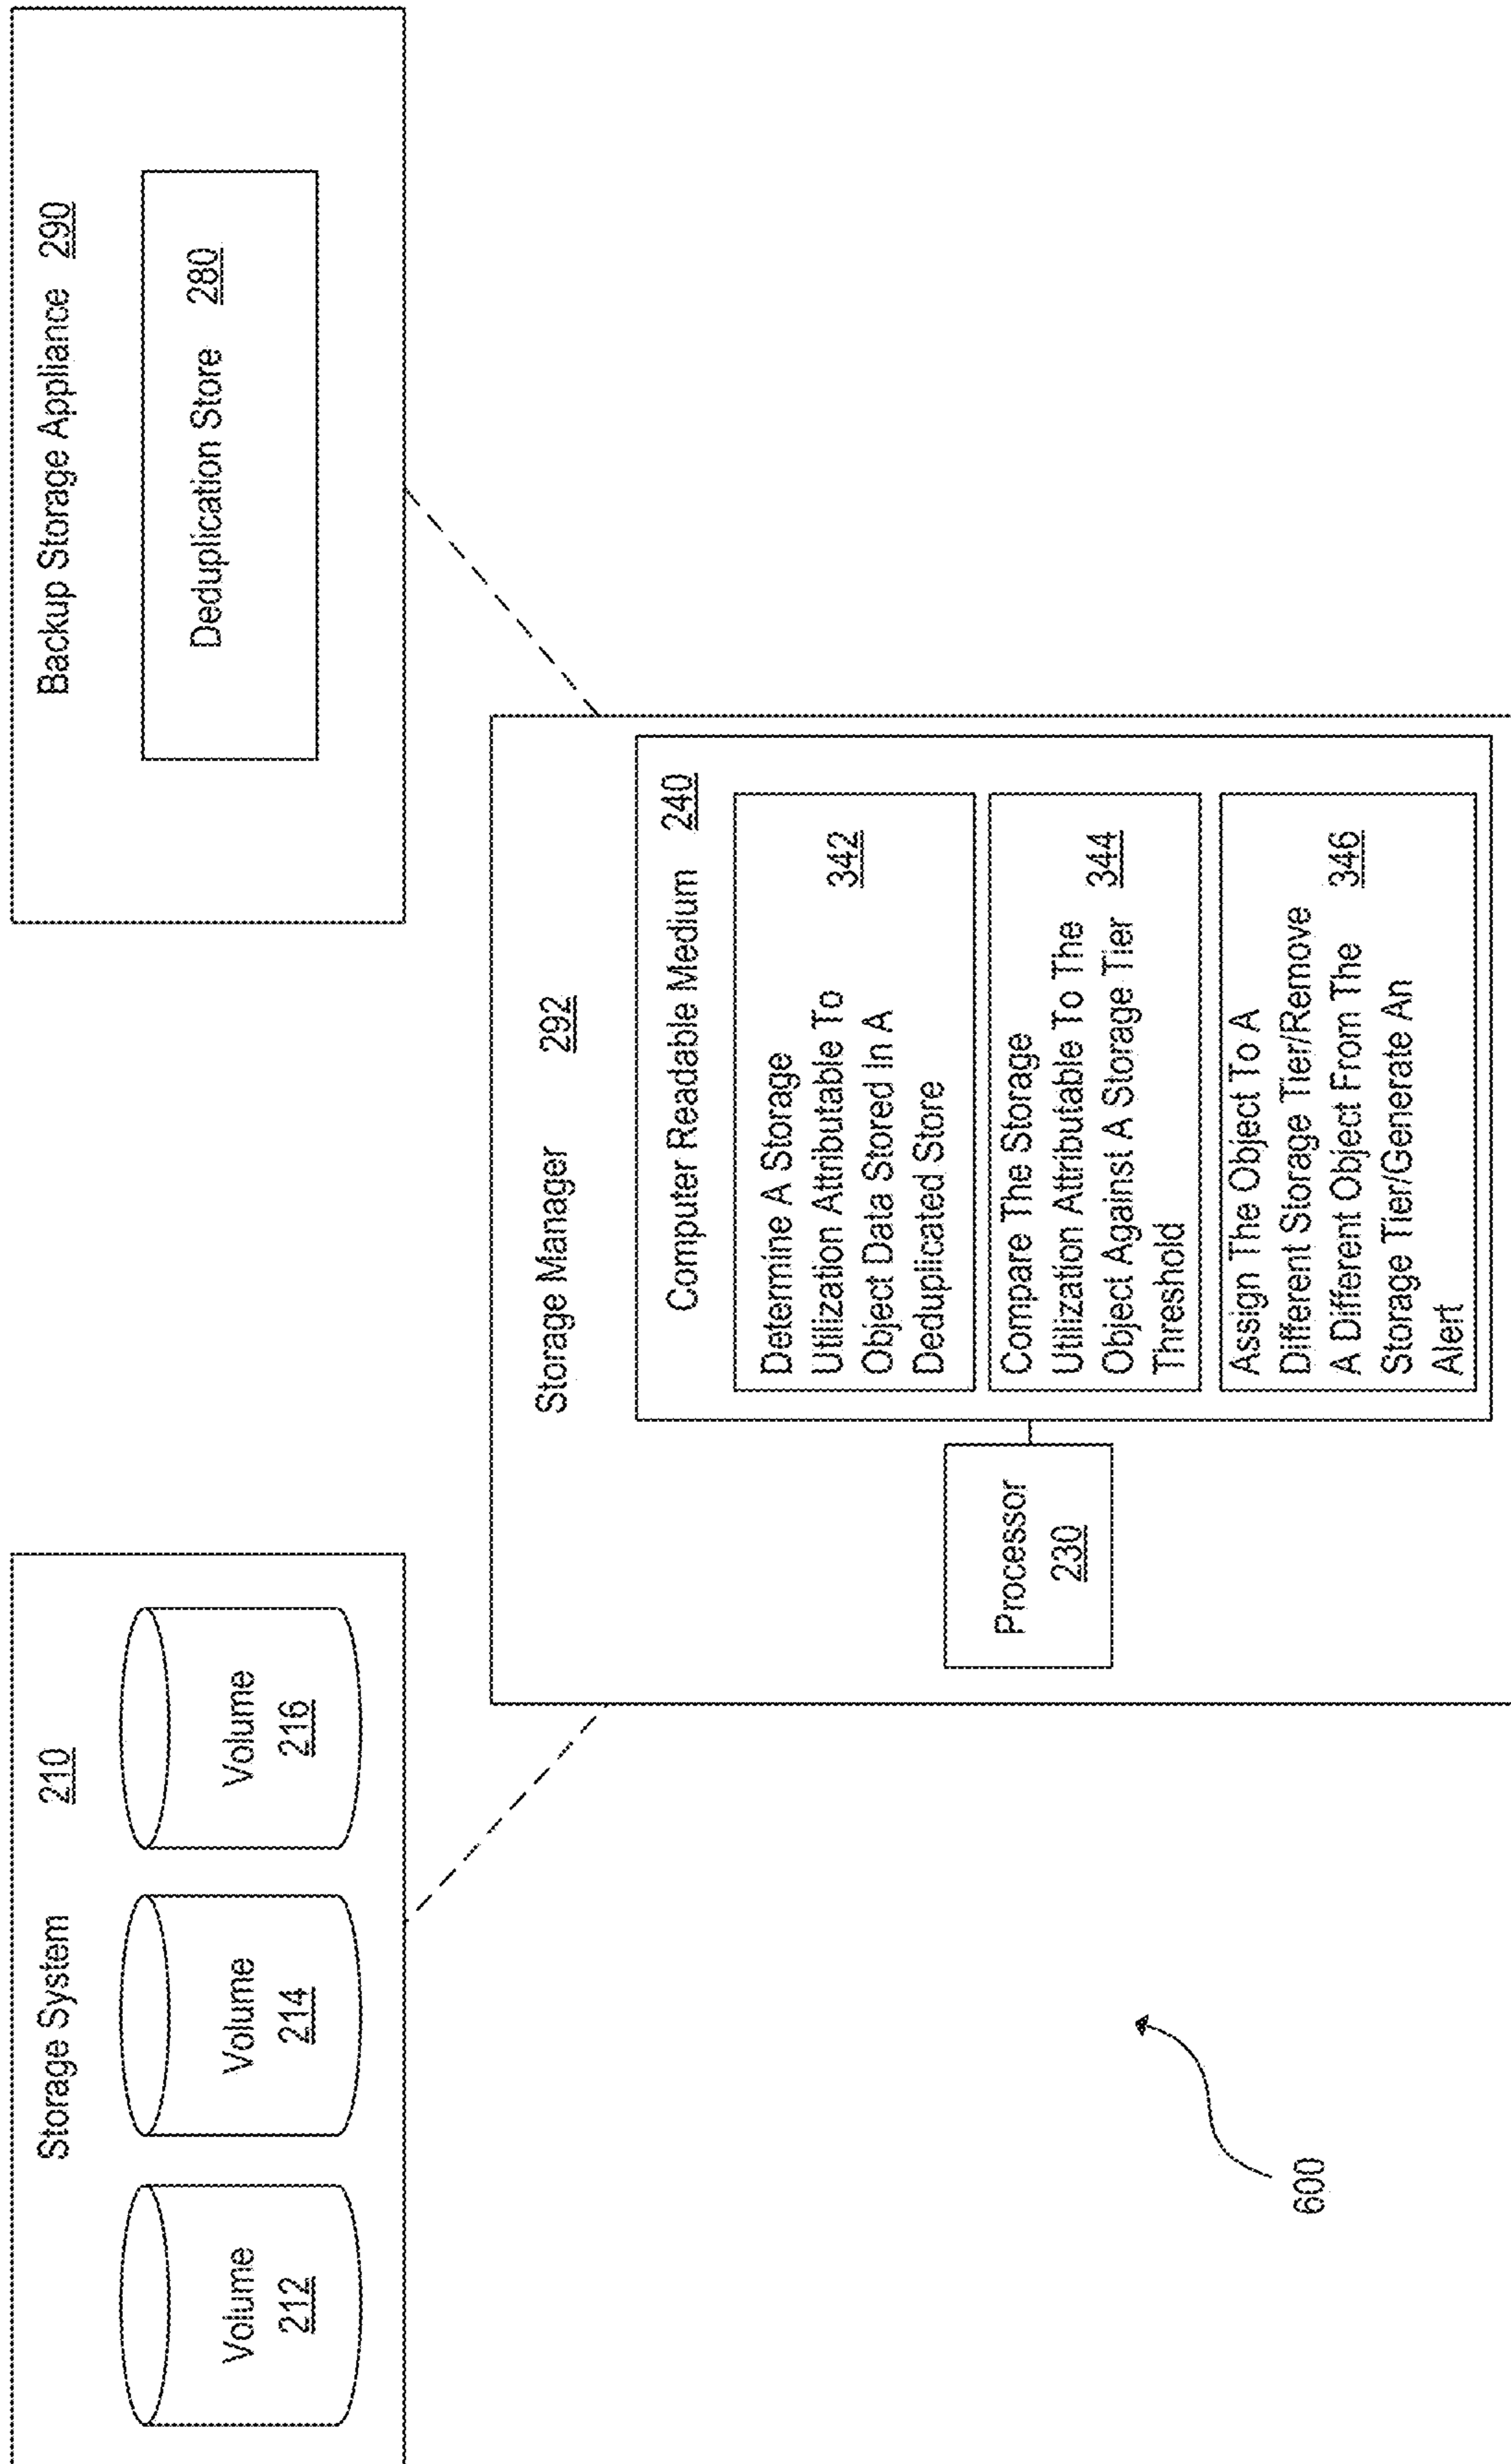 Storage System 210
Volume
212
Volume
214
Volume
216
Backup Storage Appliance 290
Deduplication Store 280
Storage Manager 292
Processor
230
Computer Readable Medium 240
Determine A Storage
Utilization Attributable To
Object Data Stored In A 342
Deduplicated Store
Compare The Storage
Utilization Attributable To The
Object Against A Storage Tier 344
Threshold
Assign The Object To A
Different Storage Tier/Remove
A Different Object From The 346
Storage Tier/Generate An
Alert
600